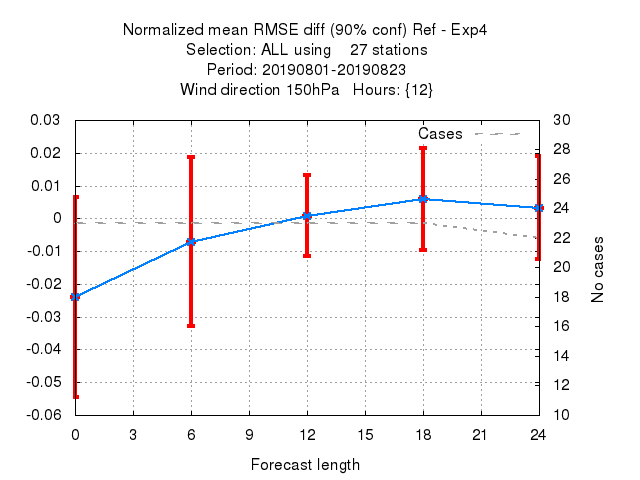 Normalized mean RMSE diff (90% conf) Ref - Exp4
Selection: ALL using    27 stations
Period: 20190801-20190823
Wind direction 150hPa   Hours: {12}
Cases
0.03
0.02
0.01
0
-0.01
-0.02
-0.03
-0.04
-0.05
-0.06
30
28
26
24
22
20
18
16
14
12
10
No cases
0 3 6 9 12 15 18 21 24
Forecast length